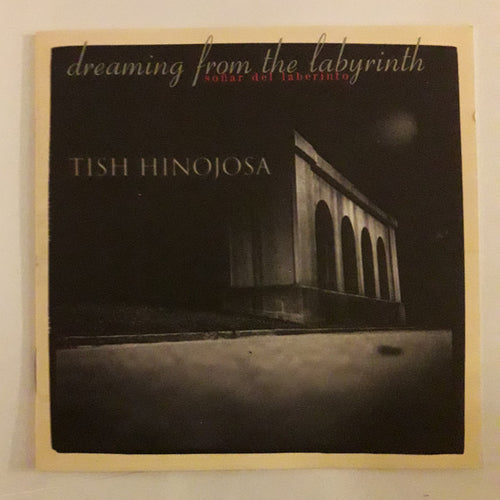 dreaming from the labyrinth
soñar del laberinto
TISH HINOJOSA